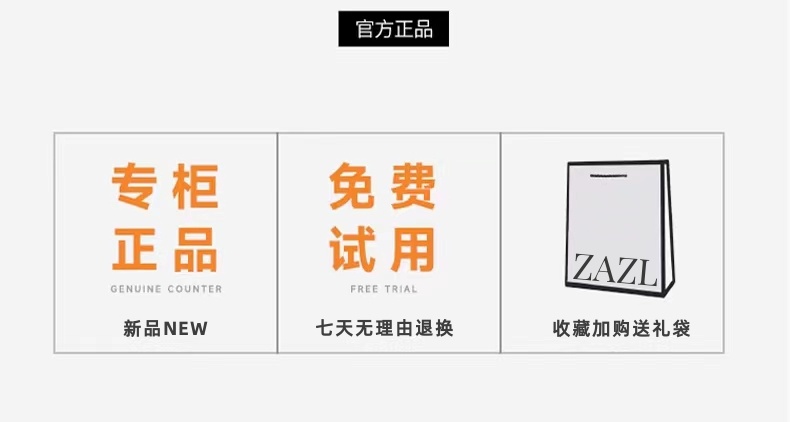 官方正品
专柜
正品
GENUINE COUNTER
新品NEW
免费
试用
FREE TRIAL
七天无理由退换
ZAZL
收藏加购送礼袋